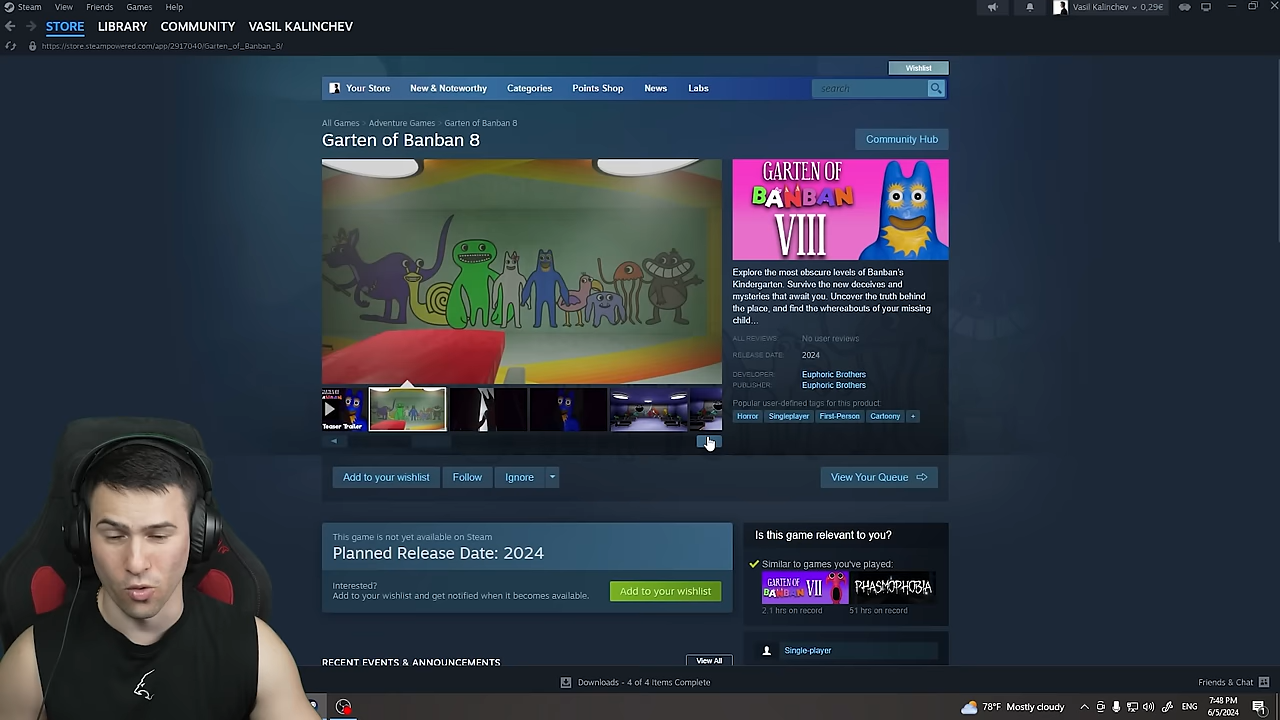 Steam View Friends Games Help
Vasil Kalinchev 0,29€
STORE LIBRARY COMMUNITY VASIL KALINCHEV
https://store.steampowered.com/app/2917040/Garten_of_Banban_8/
Wishlist
Your Store New & Noteworthy Categories Points Shop News Labs
search
All Games > Adventure Games > Garten of Banban 8
Garten of Banban 8
Community Hub
GARTEN OF
BANBAN
VIII
Explore the most obscure levels of Banban's
Kindergarten. Survive the new deceives and
mysteries that await you. Uncover the truth behind
the place, and find the whereabouts of your missing
child...
ALL REVIEWS: No user reviews
RELEASE DATE: 2024
DEVELOPER: Euphoric Brothers
PUBLISHER: Euphoric Brothers
Popular user-defined tags for this product:
Horror Singleplayer First-Person Cartoony +
Teaser Trailer
Add to your wishlist Follow Ignore
View Your Queue
This game is not yet available on Steam
Planned Release Date: 2024
Interested?
Add to your wishlist and get notified when it becomes available.
Add to your wishlist
Is this game relevant to you?
Similar to games you've played:
GARTEN OF
BANBAN VII
PHASMOPHOBIA
2.1 hrs on record 51 hrs on record
Single-player
RECENT EVENTS & ANNOUNCEMENTS
View All
Downloads - 4 of 4 Items Complete
Friends & Chat
78°F Mostly cloudy
ENG
7:48 PM
6/5/2024